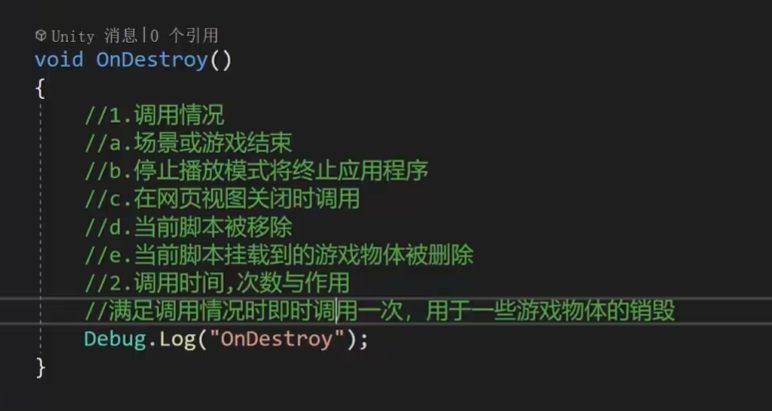 Unity 消息|0 个引用
void OnDestroy()
{
//1.调用情况
//a.场景或游戏结束
//b.停止播放模式将终止应用程序
//c.在网页视图关闭时调用
//d.当前脚本被移除
//e.当前脚本挂载到的游戏物体被删除
//2.调用时间,次数与作用
//满足调用情况时即时调用一次，用于一些游戏物体的销毁
Debug.Log("OnDestroy");
}